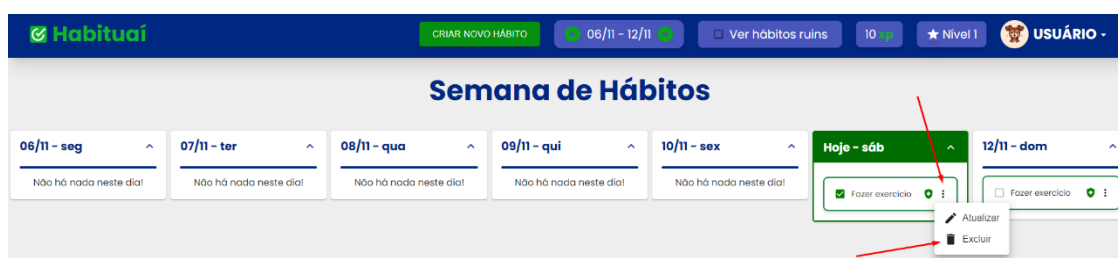 Habituaí
CRIAR NOVO HÁBITO
06/11 - 12/11
Ver hábitos ruins
10 xp
Nível 1
USUÁRIO
Semana de Hábitos
06/11 - seg
Não há nada neste dia!
07/11 - ter
Não há nada neste dia!
08/11 - qua
Não há nada neste dia!
09/11 - qui
Não há nada neste dia!
10/11 - sex
Não há nada neste dia!
Hoje - sáb
Fazer exercicio
Atualizar
Excluir
12/11 - dom
Fazer exercicio